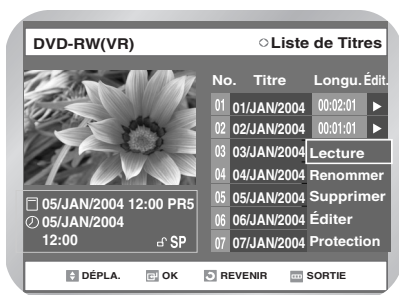 DVD-RW(VR) Liste de Titres
No. Titre Longu. Édit.
01 01/JAN/2004 00:02:01
02 02/JAN/2004 00:01:01
03 03/JAN/2004 Lecture
04 04/JAN/2004 Renommer
05 05/JAN/2004 Supprimer
06 06/JAN/2004 Éditer
07 07/JAN/2004 Protection
05/JAN/2004 12:00 PR5
05/JAN/2004
12:00 SP
DÉPLA. OK REVENIR SORTIE